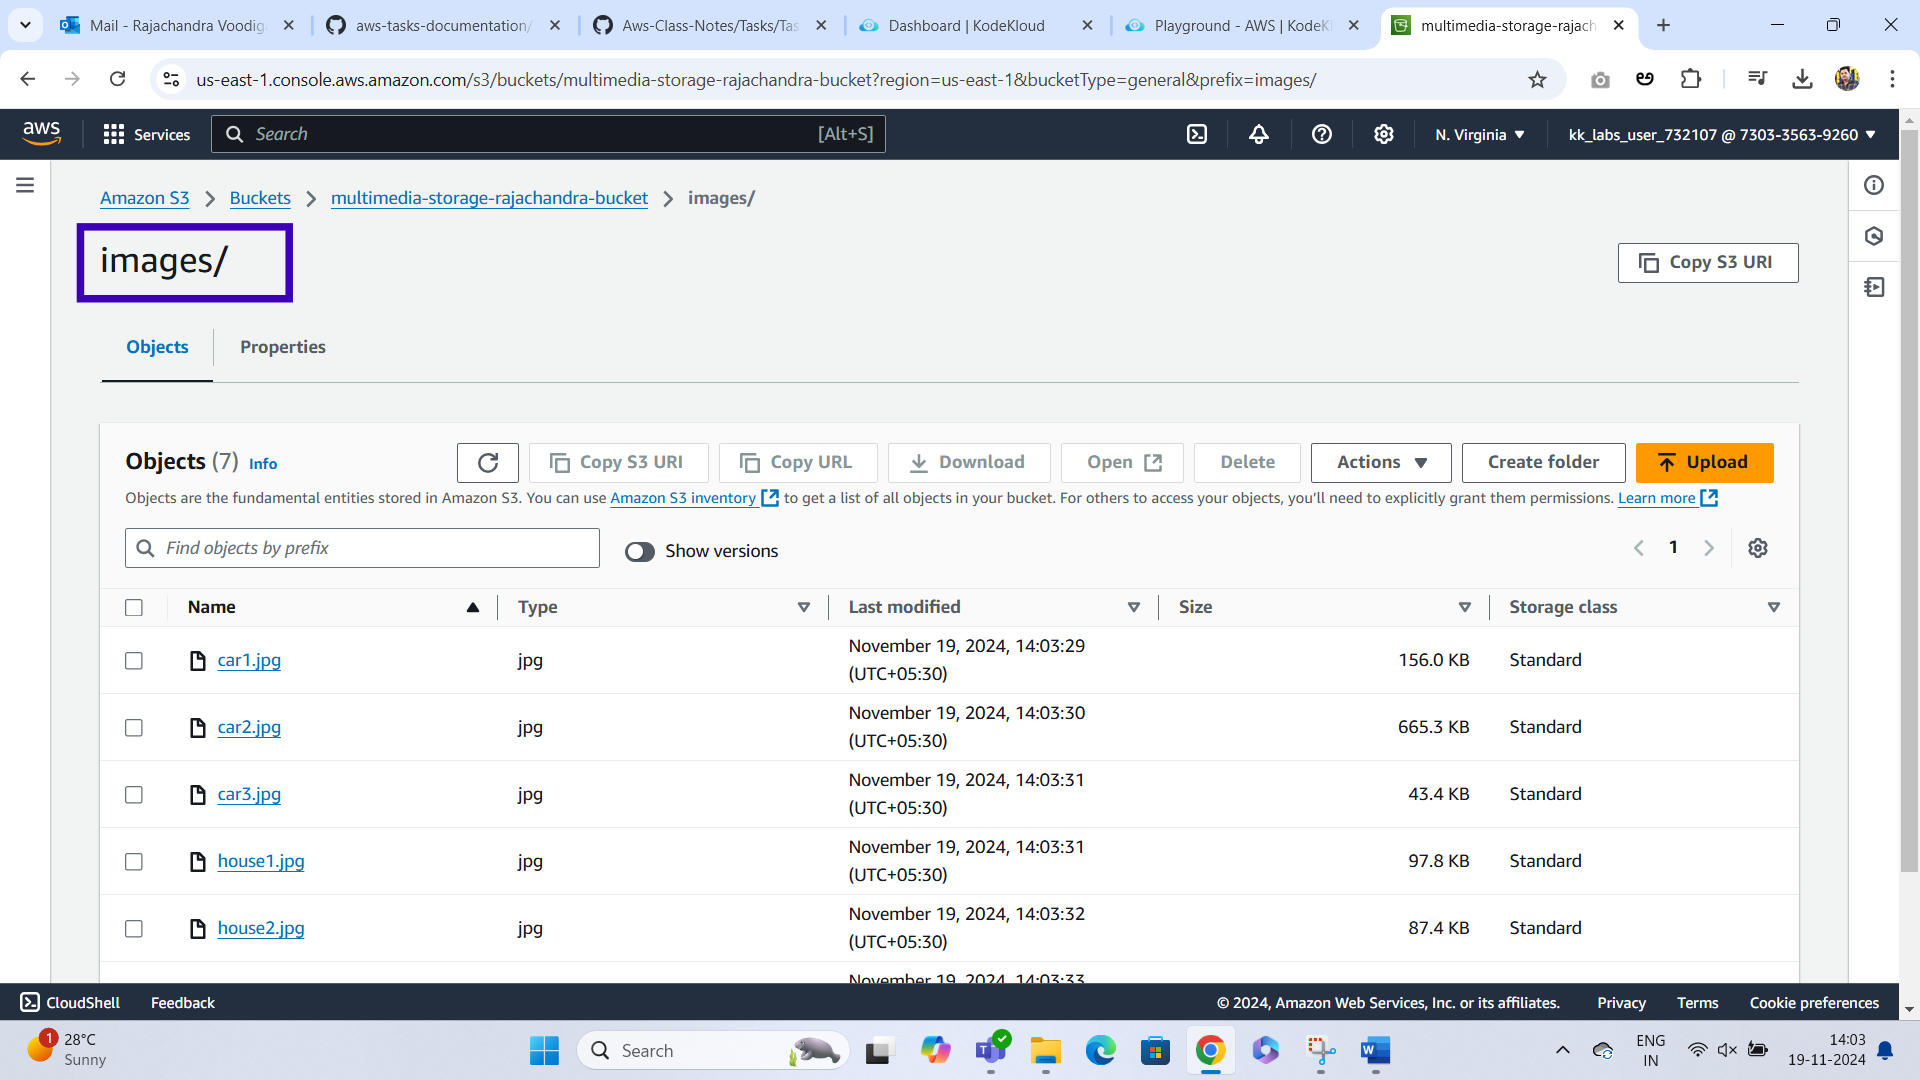 Mail - Rajachandra Voodig
aws-tasks-documentation/
Aws-Class-Notes/Tasks/Tas
Dashboard | KodeKloud
Playground - AWS | KodeKl
multimedia-storage-rajach
us-east-1.console.aws.amazon.com/s3/buckets/multimedia-storage-rajachandra-bucket?region=us-east-1&bucketType=general&prefix=images/
aws
Services
Search
[Alt+S]
N. Virginia
kk_labs_user_732107 @ 7303-3563-9260
Amazon S3
Buckets
multimedia-storage-rajachandra-bucket
images/
images/
Copy S3 URI
Objects
Properties
Objects (7) Info
Copy S3 URI
Copy URL
Download
Open
Delete
Actions
Create folder
Upload
Objects are the fundamental entities stored in Amazon S3. You can use Amazon S3 inventory to get a list of all objects in your bucket. For others to access your objects, you'll need to explicitly grant them permissions. Learn more
Find objects by prefix
Show versions
1
Name
Type
Last modified
Size
Storage class
car1.jpg
jpg
November 19, 2024, 14:03:29
(UTC+05:30)
156.0 KB
Standard
car2.jpg
jpg
November 19, 2024, 14:03:30
(UTC+05:30)
665.3 KB
Standard
car3.jpg
jpg
November 19, 2024, 14:03:31
(UTC+05:30)
43.4 KB
Standard
house1.jpg
jpg
November 19, 2024, 14:03:31
(UTC+05:30)
97.8 KB
Standard
house2.jpg
jpg
November 19, 2024, 14:03:32
(UTC+05:30)
87.4 KB
Standard
November 19, 2024, 14:03:33
CloudShell
Feedback
© 2024, Amazon Web Services, Inc. or its affiliates.
Privacy
Terms
Cookie preferences
1
28°C
Sunny
Search
ENG
IN
14:03
19-11-2024